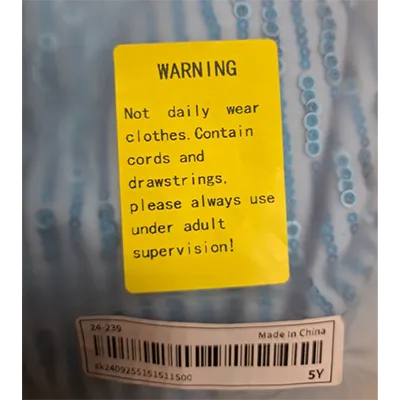 WARNING
Not daily wear
clothes.Contain
cords and
drawstrings,
please always use
under adult
supervision!
24-239
Made In China
sk2409255151511500
5Y